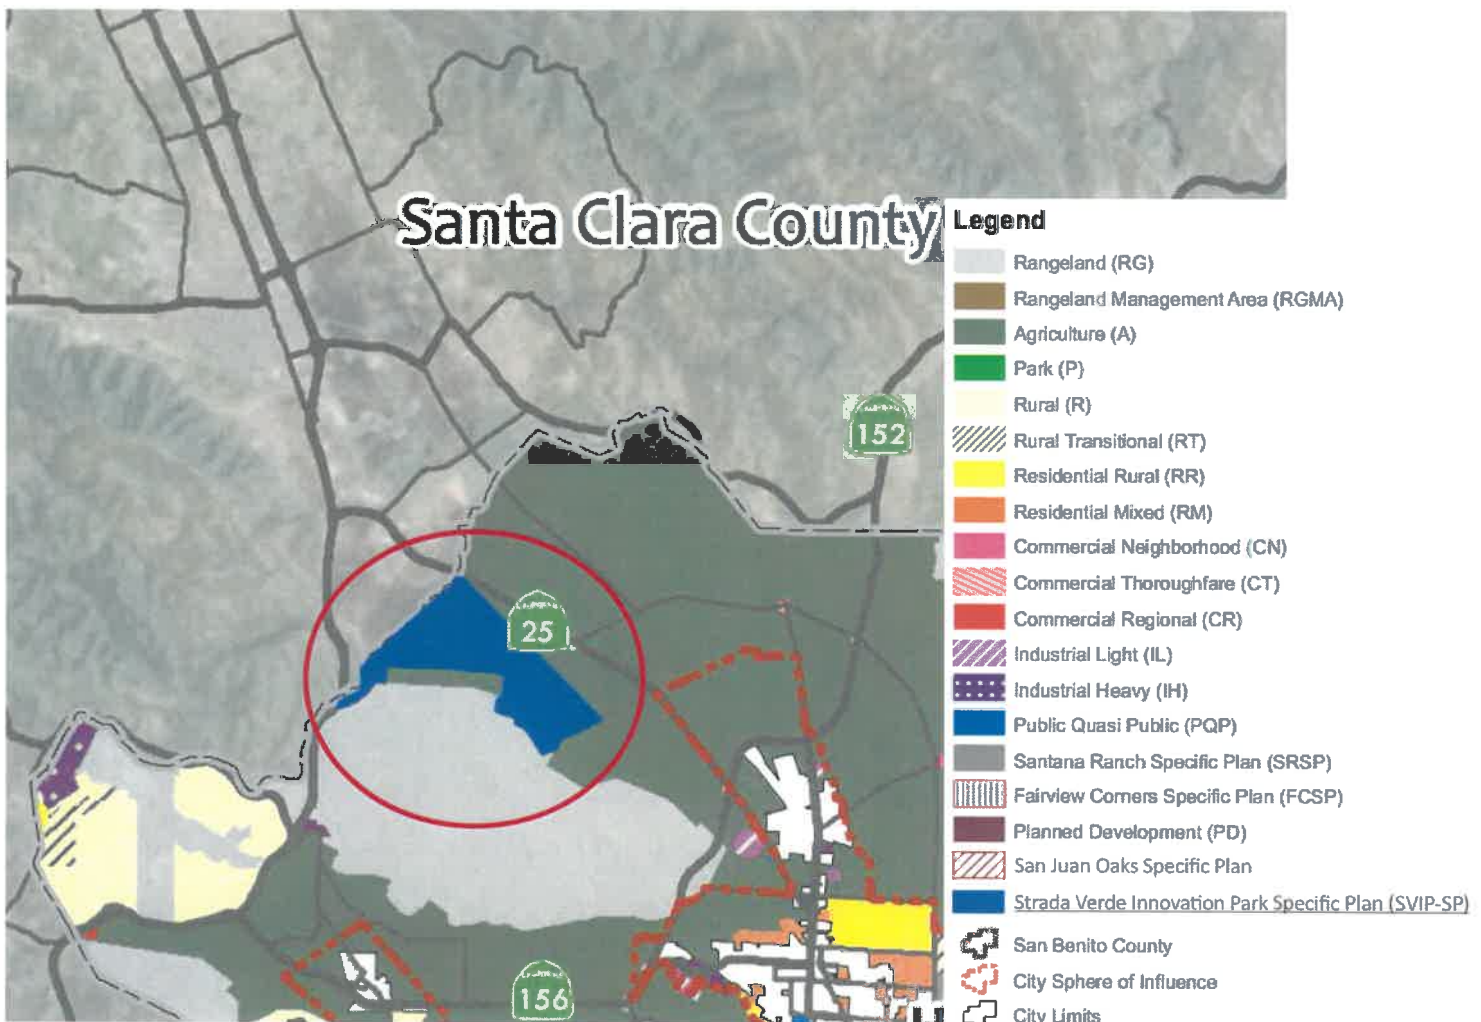 Santa Clara County
Legend
Rangeland (RG)
Rangeland Management Area (RGMA)
Agriculture (A)
Park (P)
Rural (R)
Rural Transitional (RT)
Residential Rural (RR)
Residential Mixed (RM)
Commercial Neighborhood (CN)
Commercial Thoroughfare (CT)
Commercial Regional (CR)
Industrial Light (IL)
Industrial Heavy (IH)
Public Quasi Public (PQP)
Santana Ranch Specific Plan (SRSP)
Fairview Corners Specific Plan (FCSP)
Planned Development (PD)
San Juan Oaks Specific Plan
Strada Verde Innovation Park Specific Plan (SVIP-SP)
San Benito County
City Sphere of Influence
City Limits
152
25
156